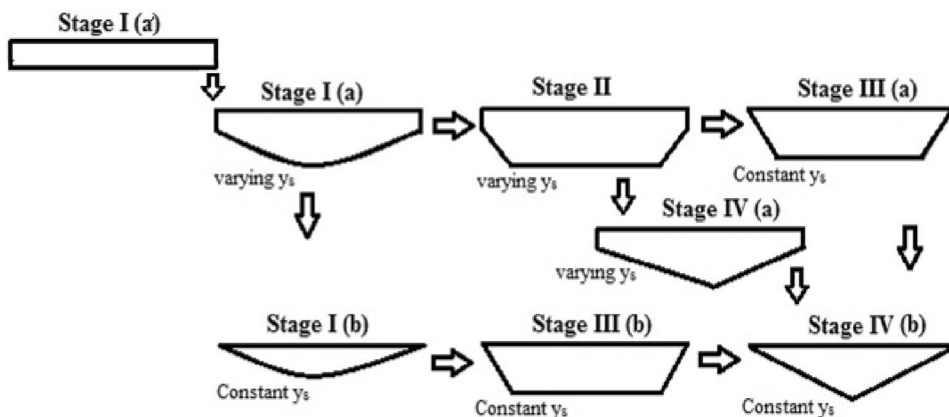 Stage I (a)
Stage I (a)
Stage II
Stage III (a)
varying yₛ
varying yₛ
Constant yₛ
Stage IV (a)
varying yₛ
Stage I (b)
Stage III (b)
Stage IV (b)
Constant yₛ
Constant yₛ
Constant yₛ